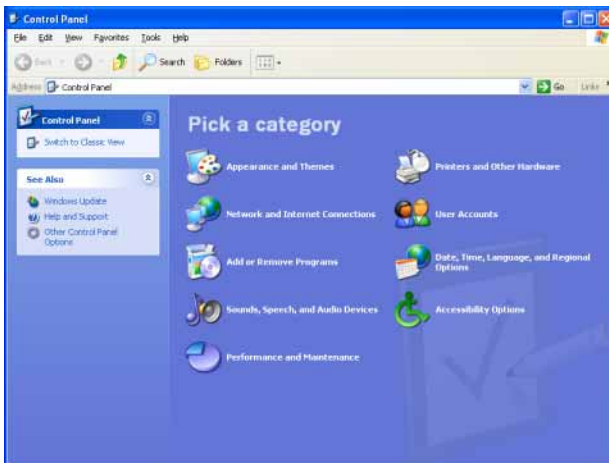 Control Panel
File Edit View Favorites Tools Help
Back Search Folders
Address Control Panel Go Links
Control Panel
Switch to Classic View
See Also
Windows Update
Help and Support
Other Control Panel
Options
Pick a category
Appearance and Themes
Printers and Other Hardware
Network and Internet Connections
User Accounts
Add or Remove Programs
Date, Time, Language, and Regional
Options
Sounds, Speech, and Audio Devices
Accessibility Options
Performance and Maintenance